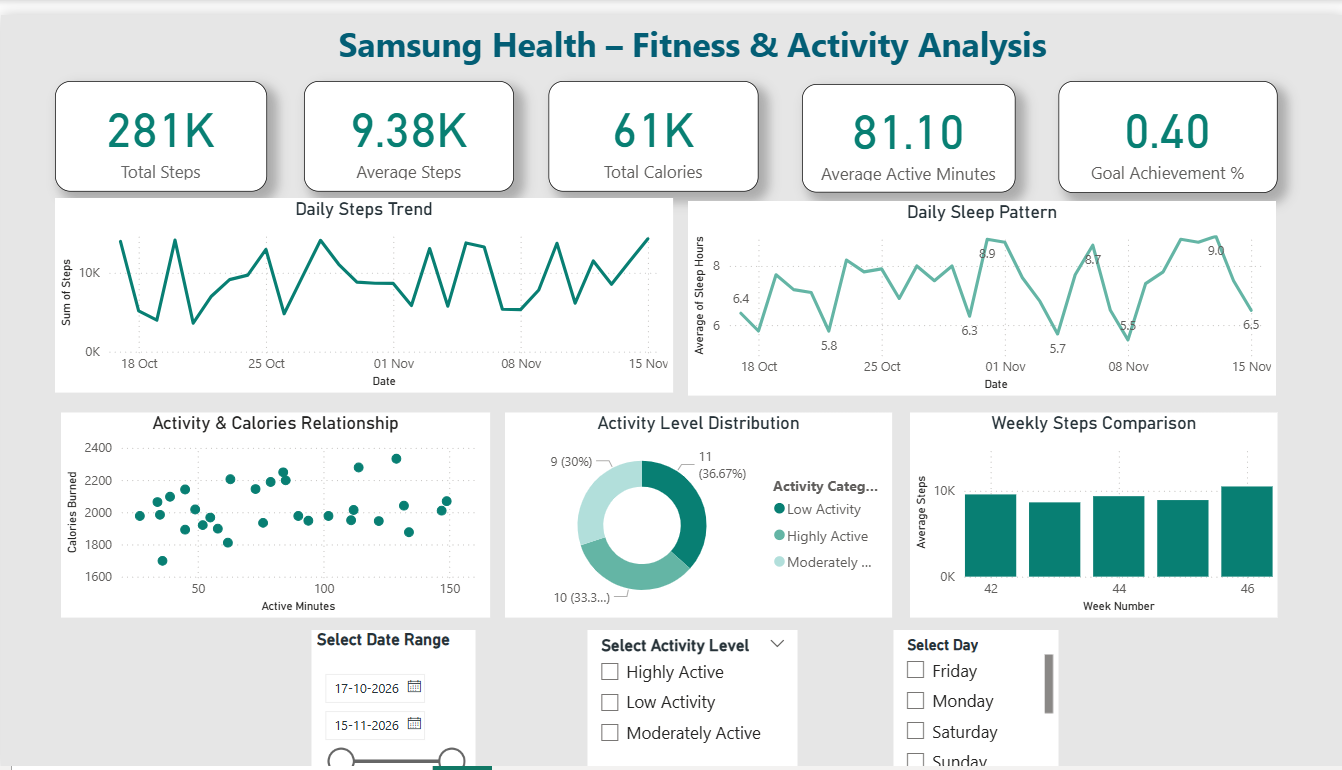 Samsung Health – Fitness & Activity Analysis
281K
Total Steps
9.38K
Average Steps
61K
Total Calories
81.10
Average Active Minutes
0.40
Goal Achievement %
Daily Steps Trend
Sum of Steps
10K
0K
18 Oct
25 Oct
01 Nov
08 Nov
15 Nov
Date
Daily Sleep Pattern
Average of Sleep Hours
8
6
6.4
5.8
6.3
8.9
5.7
8.7
5.5
9.0
6.5
18 Oct
25 Oct
01 Nov
08 Nov
15 Nov
Date
Activity & Calories Relationship
Calories Burned
2400
2200
2000
1800
1600
50
100
150
Active Minutes
Activity Level Distribution
9 (30%)
11
(36.67%)
10 (33.3...)
Activity Categ...
Low Activity
Highly Active
Moderately ...
Weekly Steps Comparison
Average Steps
10K
0K
42
44
46
Week Number
Select Date Range
17-10-2026
15-11-2026
Select Activity Level
Highly Active
Low Activity
Moderately Active
Select Day
Friday
Monday
Saturday
Sunday